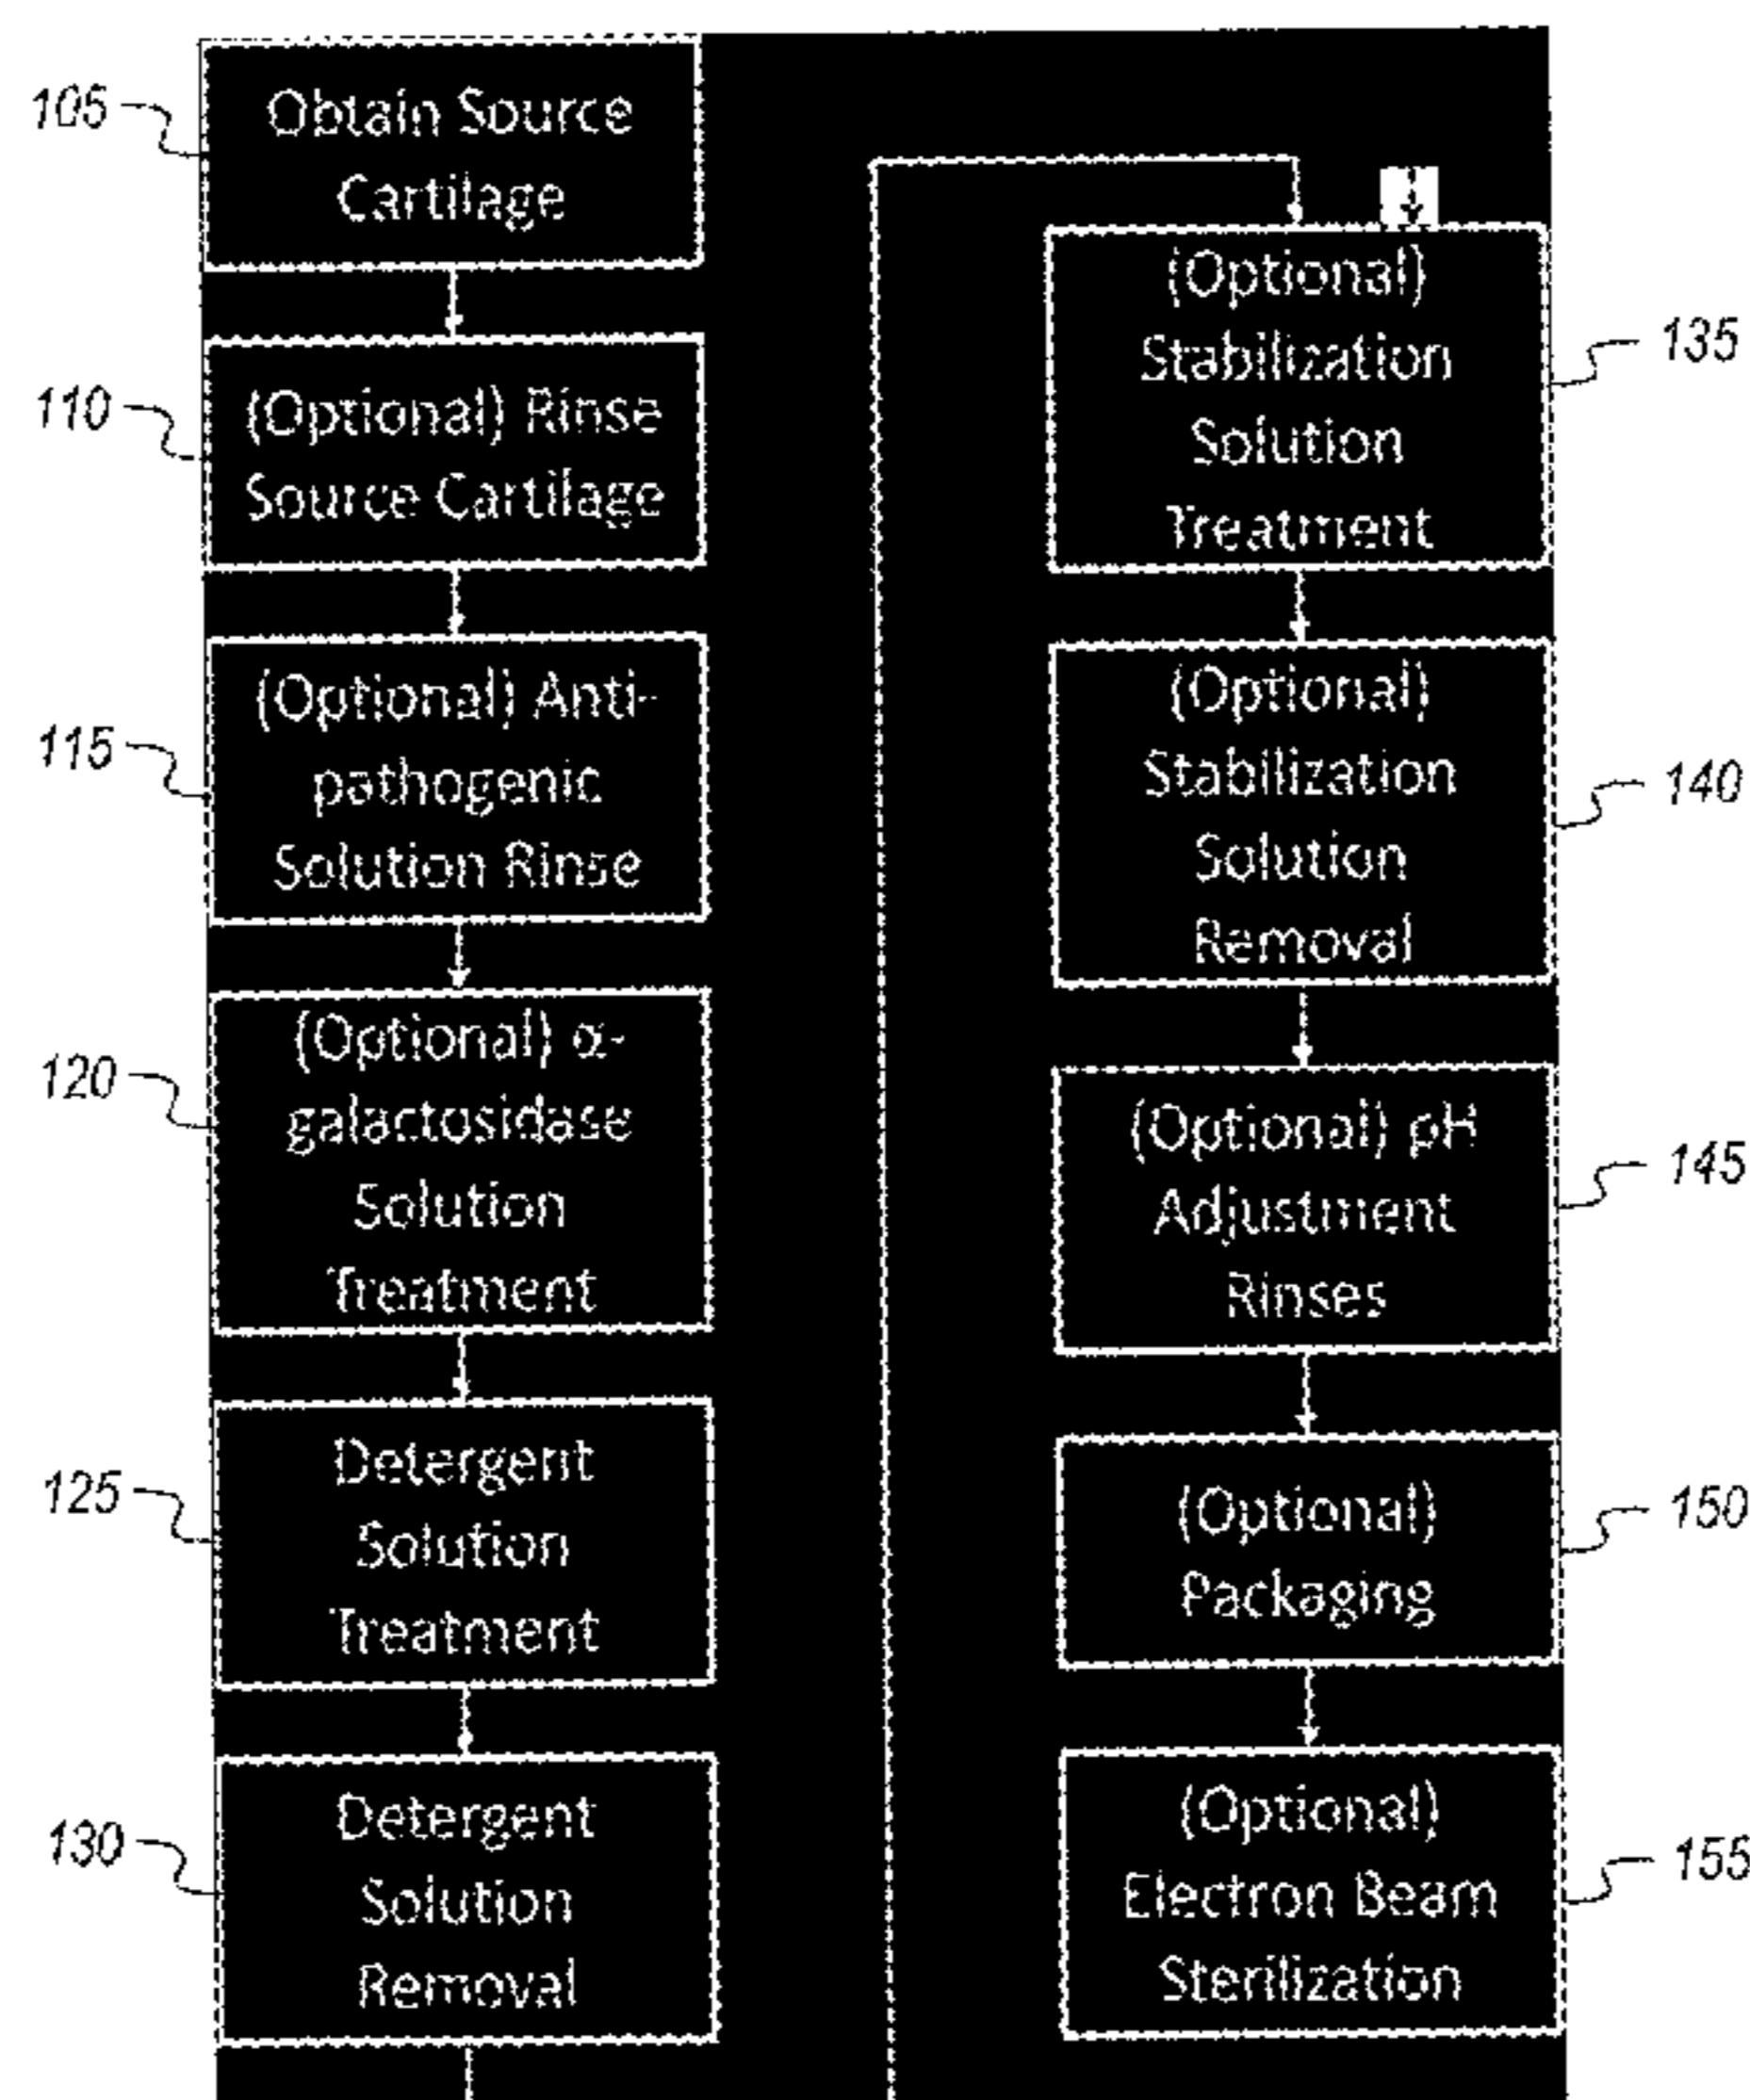 105
Obtain Source
Cartilage
110
(Optional) Rinse
Source Cartilage
115
(Optional) Anti-
pathogenic
Solution Rinse
120
(Optional) α-
galactosidase
Solution
Treatment
125
Detergent
Solution
Treatment
130
Detergent
Solution
Removal
(Optional)
Stabilization
Solution
Treatment
135
(Optional)
Stabilization
Solution
Removal
140
(Optional) pH
Adjustment
Rinses
145
(Optional)
Packaging
150
(Optional)
Electron Beam
Sterilization
155